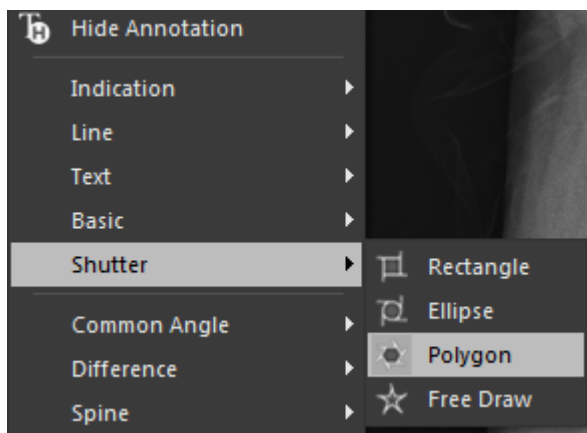 Hide Annotation
Indication
Line
Text
Basic
Shutter
Rectangle
Ellipse
Polygon
Free Draw
Common Angle
Difference
Spine